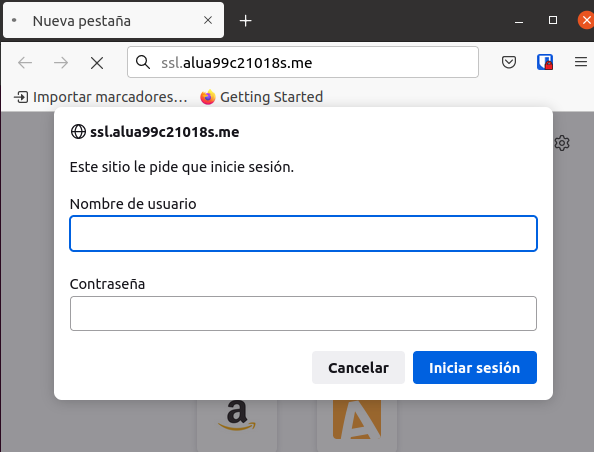 Nueva pestaña
ssl.alua99c21018s.me
Importar marcadores… Getting Started
ssl.alua99c21018s.me
Este sitio le pide que inicie sesión.
Nombre de usuario
Contraseña
Cancelar Iniciar sesión
a